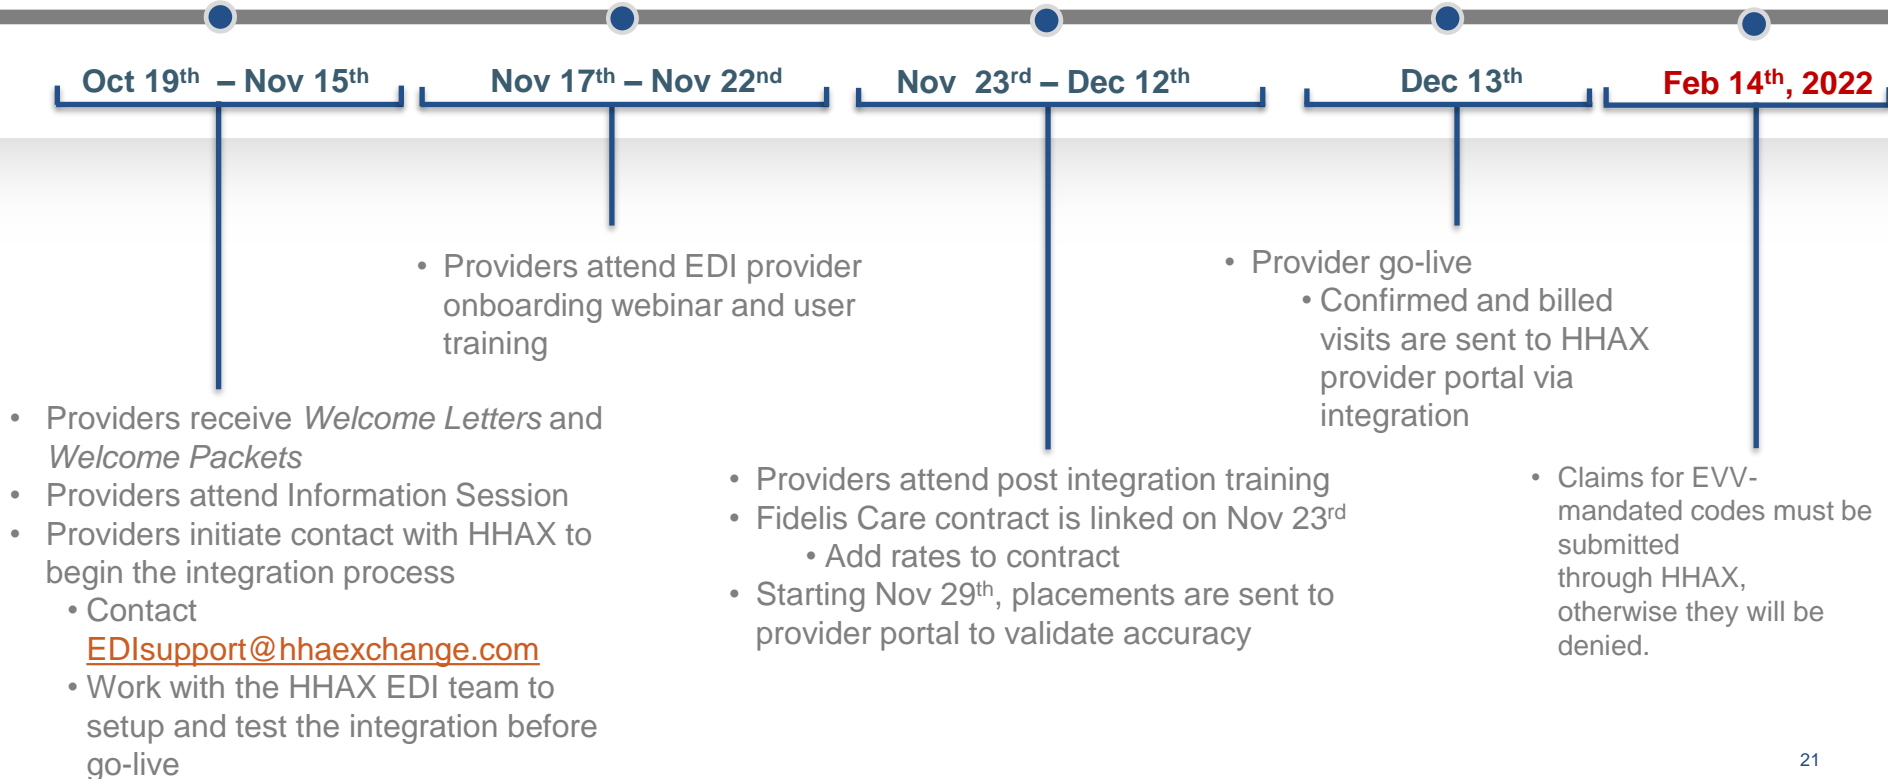 Oct 19th – Nov 15th
Nov 17th – Nov 22nd
Nov 23rd – Dec 12th
Dec 13th
Feb 14th, 2022
• Providers receive Welcome Letters and
Welcome Packets
• Providers attend Information Session
• Providers initiate contact with HHAX to
begin the integration process
• Contact
EDIsupport@hhaexchange.com
• Work with the HHAX EDI team to
setup and test the integration before
go-live
• Providers attend EDI provider
onboarding webinar and user
training
• Providers attend post integration training
• Fidelis Care contract is linked on Nov 23rd
• Add rates to contract
• Starting Nov 29th, placements are sent to
provider portal to validate accuracy
• Provider go-live
• Confirmed and billed
visits are sent to HHAX
provider portal via
integration
• Claims for EVV-
mandated codes must be
submitted
through HHAX,
otherwise they will be
denied.
21